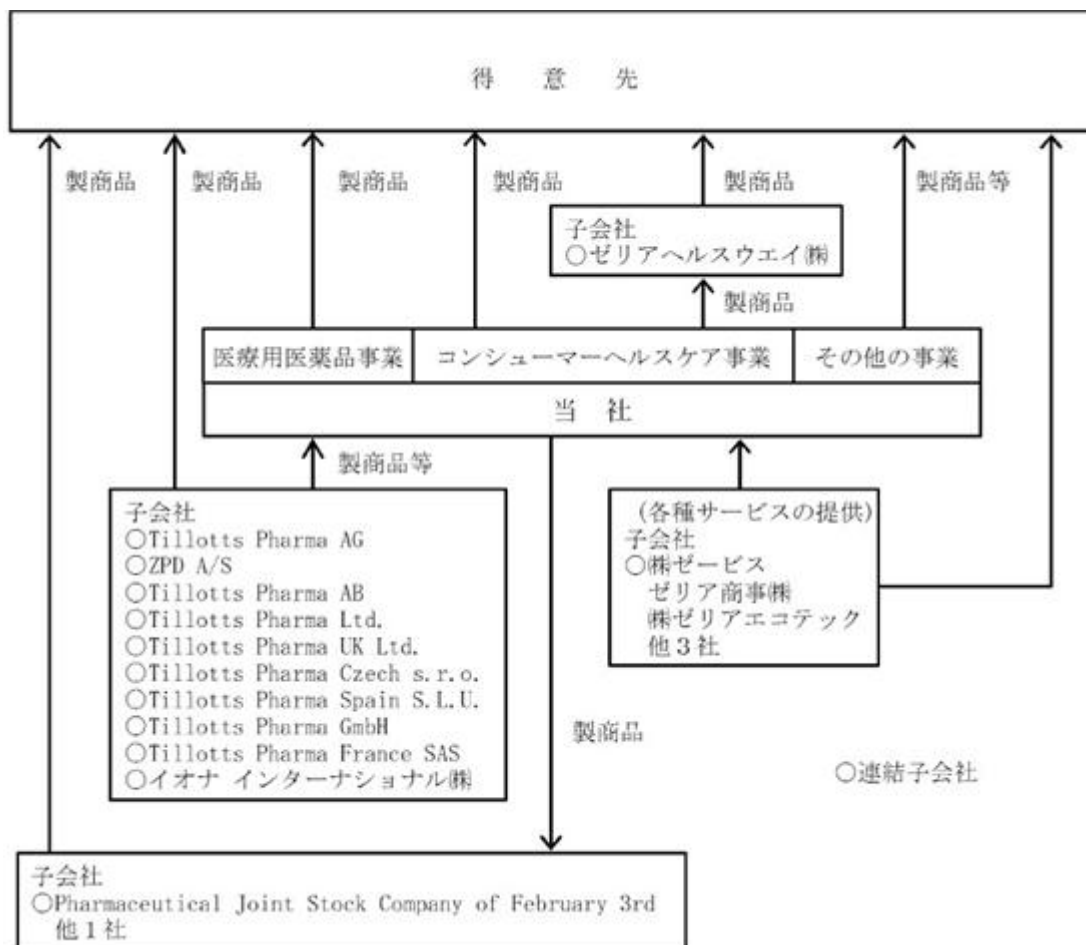 得意先
製商品
製商品
製商品
製商品
製商品
製商品等
子会社
○ゼリアヘルスウエイ㈱
製商品
医療用医薬品事業
コンシューマーヘルスケア事業
その他の事業
当社
製商品等
子会社
○Tillotts Pharma AG
○ZPD A/S
○Tillotts Pharma AB
○Tillotts Pharma Ltd.
○Tillotts Pharma UK Ltd.
○Tillotts Pharma Czech s.r.o.
○Tillotts Pharma Spain S.L.U.
○Tillotts Pharma GmbH
○Tillotts Pharma France SAS
○イオナ インターナショナル㈱
(各種サービスの提供)
子会社
○㈱ゼービス
ゼリア商事㈱
㈱ゼリアエコテック
他３社
製商品
○連結子会社
子会社
○Pharmaceutical Joint Stock Company of February 3rd
他１社